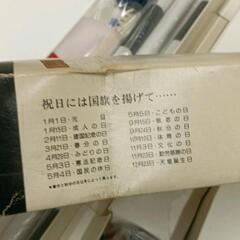 祝日には国旗を揚げて……
1月1日・元日
1月15日・成人の日
2月11日・建国記念の日
3月21日・春分の日
4月29日・みどりの日
5月3日・憲法記念日
5月4日・国民の休日
5月5日・こどもの日
9月15日・敬老の日
9月24日・秋分の日
10月10日・体育の日
11月3日・文化の日
11月23日・勤労感謝の日
12月23日・天皇誕生日